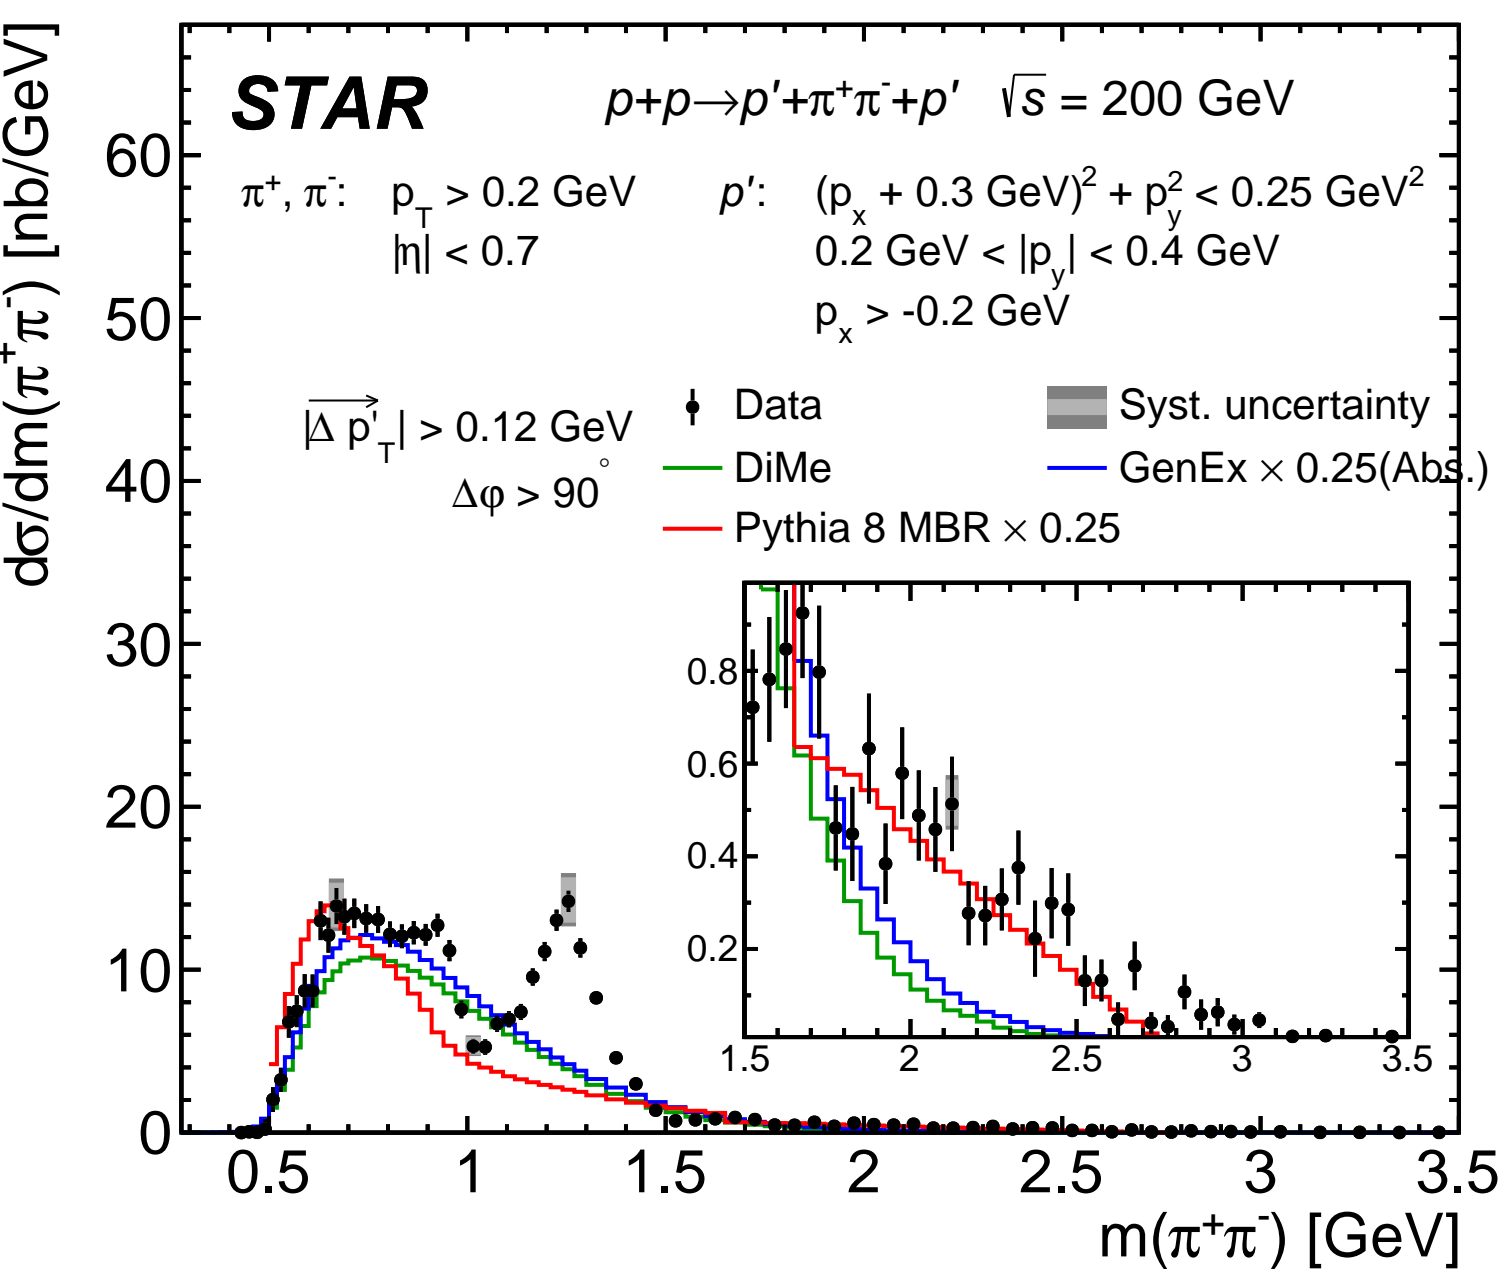 dσ/dm(π⁺π⁻) [nb/GeV]
STAR
p+p→p′+π⁺π⁻+p′ √s = 200 GeV
π⁺, π⁻: p_T > 0.2 GeV
|η| < 0.7
p′: (p_x + 0.3 GeV)² + p_y² < 0.25 GeV²
0.2 GeV < |p_y| < 0.4 GeV
p_x > -0.2 GeV
|Δ p′_T| > 0.12 GeV
Δφ > 90°
Data
Syst. uncertainty
DiMe
GenEx × 0.25(Abs.)
Pythia 8 MBR × 0.25
60
50
40
30
20
10
0
0.8
0.6
0.4
0.2
1.5 2 2.5 3 3.5
0.5 1 1.5 2 2.5 3 3.5
m(π⁺π⁻) [GeV]